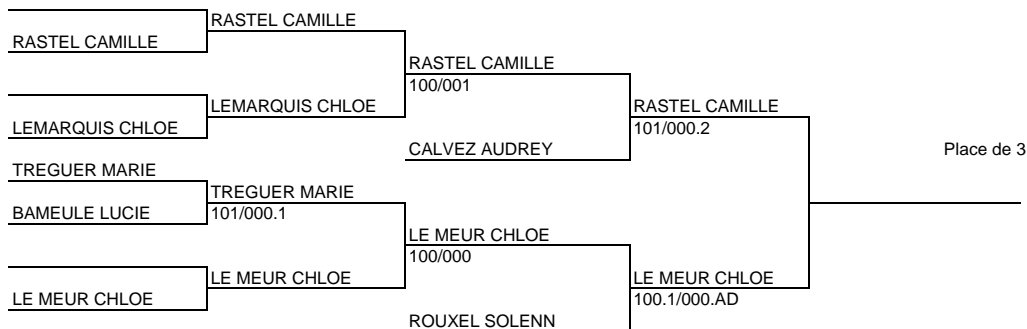 RASTEL CAMILLE
RASTEL CAMILLE
RASTEL CAMILLE
100/001
LEMARQUIS CHLOE
RASTEL CAMILLE
LEMARQUIS CHLOE
101/000.2
CALVEZ AUDREY
Place de 3
TREGUER MARIE
TREGUER MARIE
BAMEULE LUCIE
101/000.1
LE MEUR CHLOE
100/000
LE MEUR CHLOE
LE MEUR CHLOE
LE MEUR CHLOE
100.1/000.AD
ROUXEL SOLENN